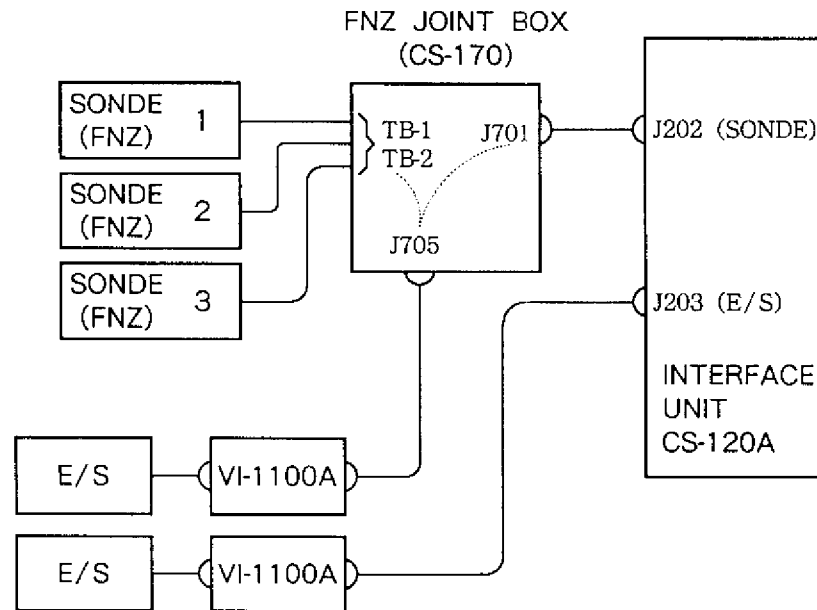 FNZ JOINT BOX
(CS-170)
SONDE
(FNZ) 1
SONDE
(FNZ) 2
SONDE
(FNZ) 3
TB-1
TB-2
J701
J705
J202 (SONDE)
J203 (E/S)
INTERFACE
UNIT
CS-120A
E/S
VI-1100A
E/S
VI-1100A